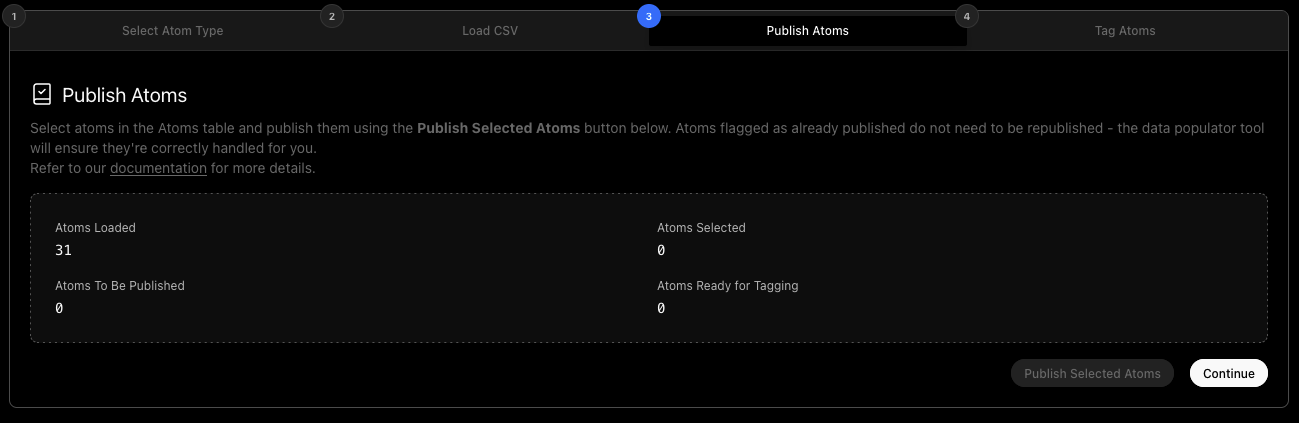 1
Select Atom Type
2
Load CSV
3
Publish Atoms
4
Tag Atoms
Publish Atoms
Select atoms in the Atoms table and publish them using the Publish Selected Atoms button below. Atoms flagged as already published do not need to be republished - the data populator tool
will ensure they're correctly handled for you.
Refer to our documentation for more details.
Atoms Loaded
31
Atoms Selected
0
Atoms To Be Published
0
Atoms Ready for Tagging
0
Publish Selected Atoms
Continue